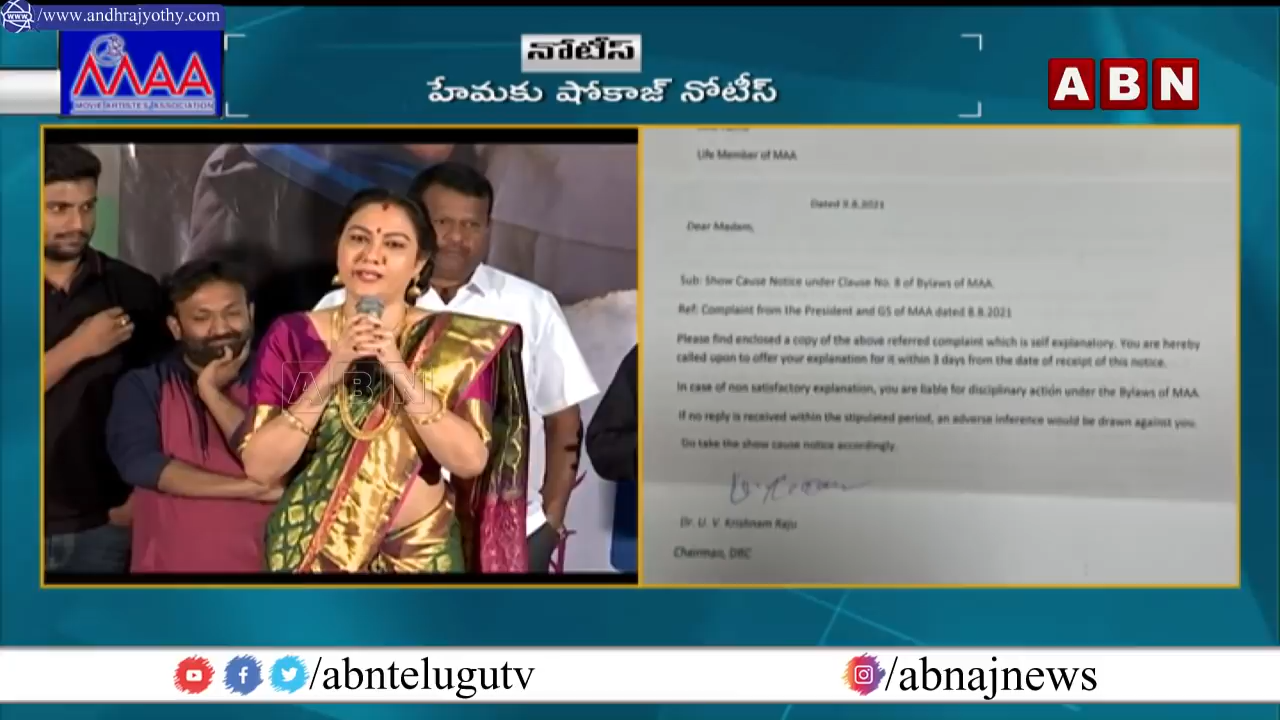 /www.andhrajyothy.com
MAA
MOVIE ARTISTES ASSOCIATION
నోటీస్
హేమకు షోకాజ్ నోటీస్
ABN
ABN
Life Member of MAA
Dated 9.8.2021
Dear Madam,
Sub: Show Cause Notice under Clause No. 8 of Bylaws of MAA.
Ref: Complaint from the President and GS of MAA dated 8.8.2021
Please find enclosed a copy of the above referred complaint which is self explanatory. You are hereby
called upon to offer your explanation for it within 3 days from the date of receipt of this notice.
In case of non satisfactory explanation, you are liable for disciplinary action under the Bylaws of MAA.
If no reply is received within the stipulated period, an adverse inference would be drawn against you.
Do take the show cause notice accordingly.
Dr. U. V. Krishnam Raju
Chairman, DRC
/abntelugutv
/abnajnews